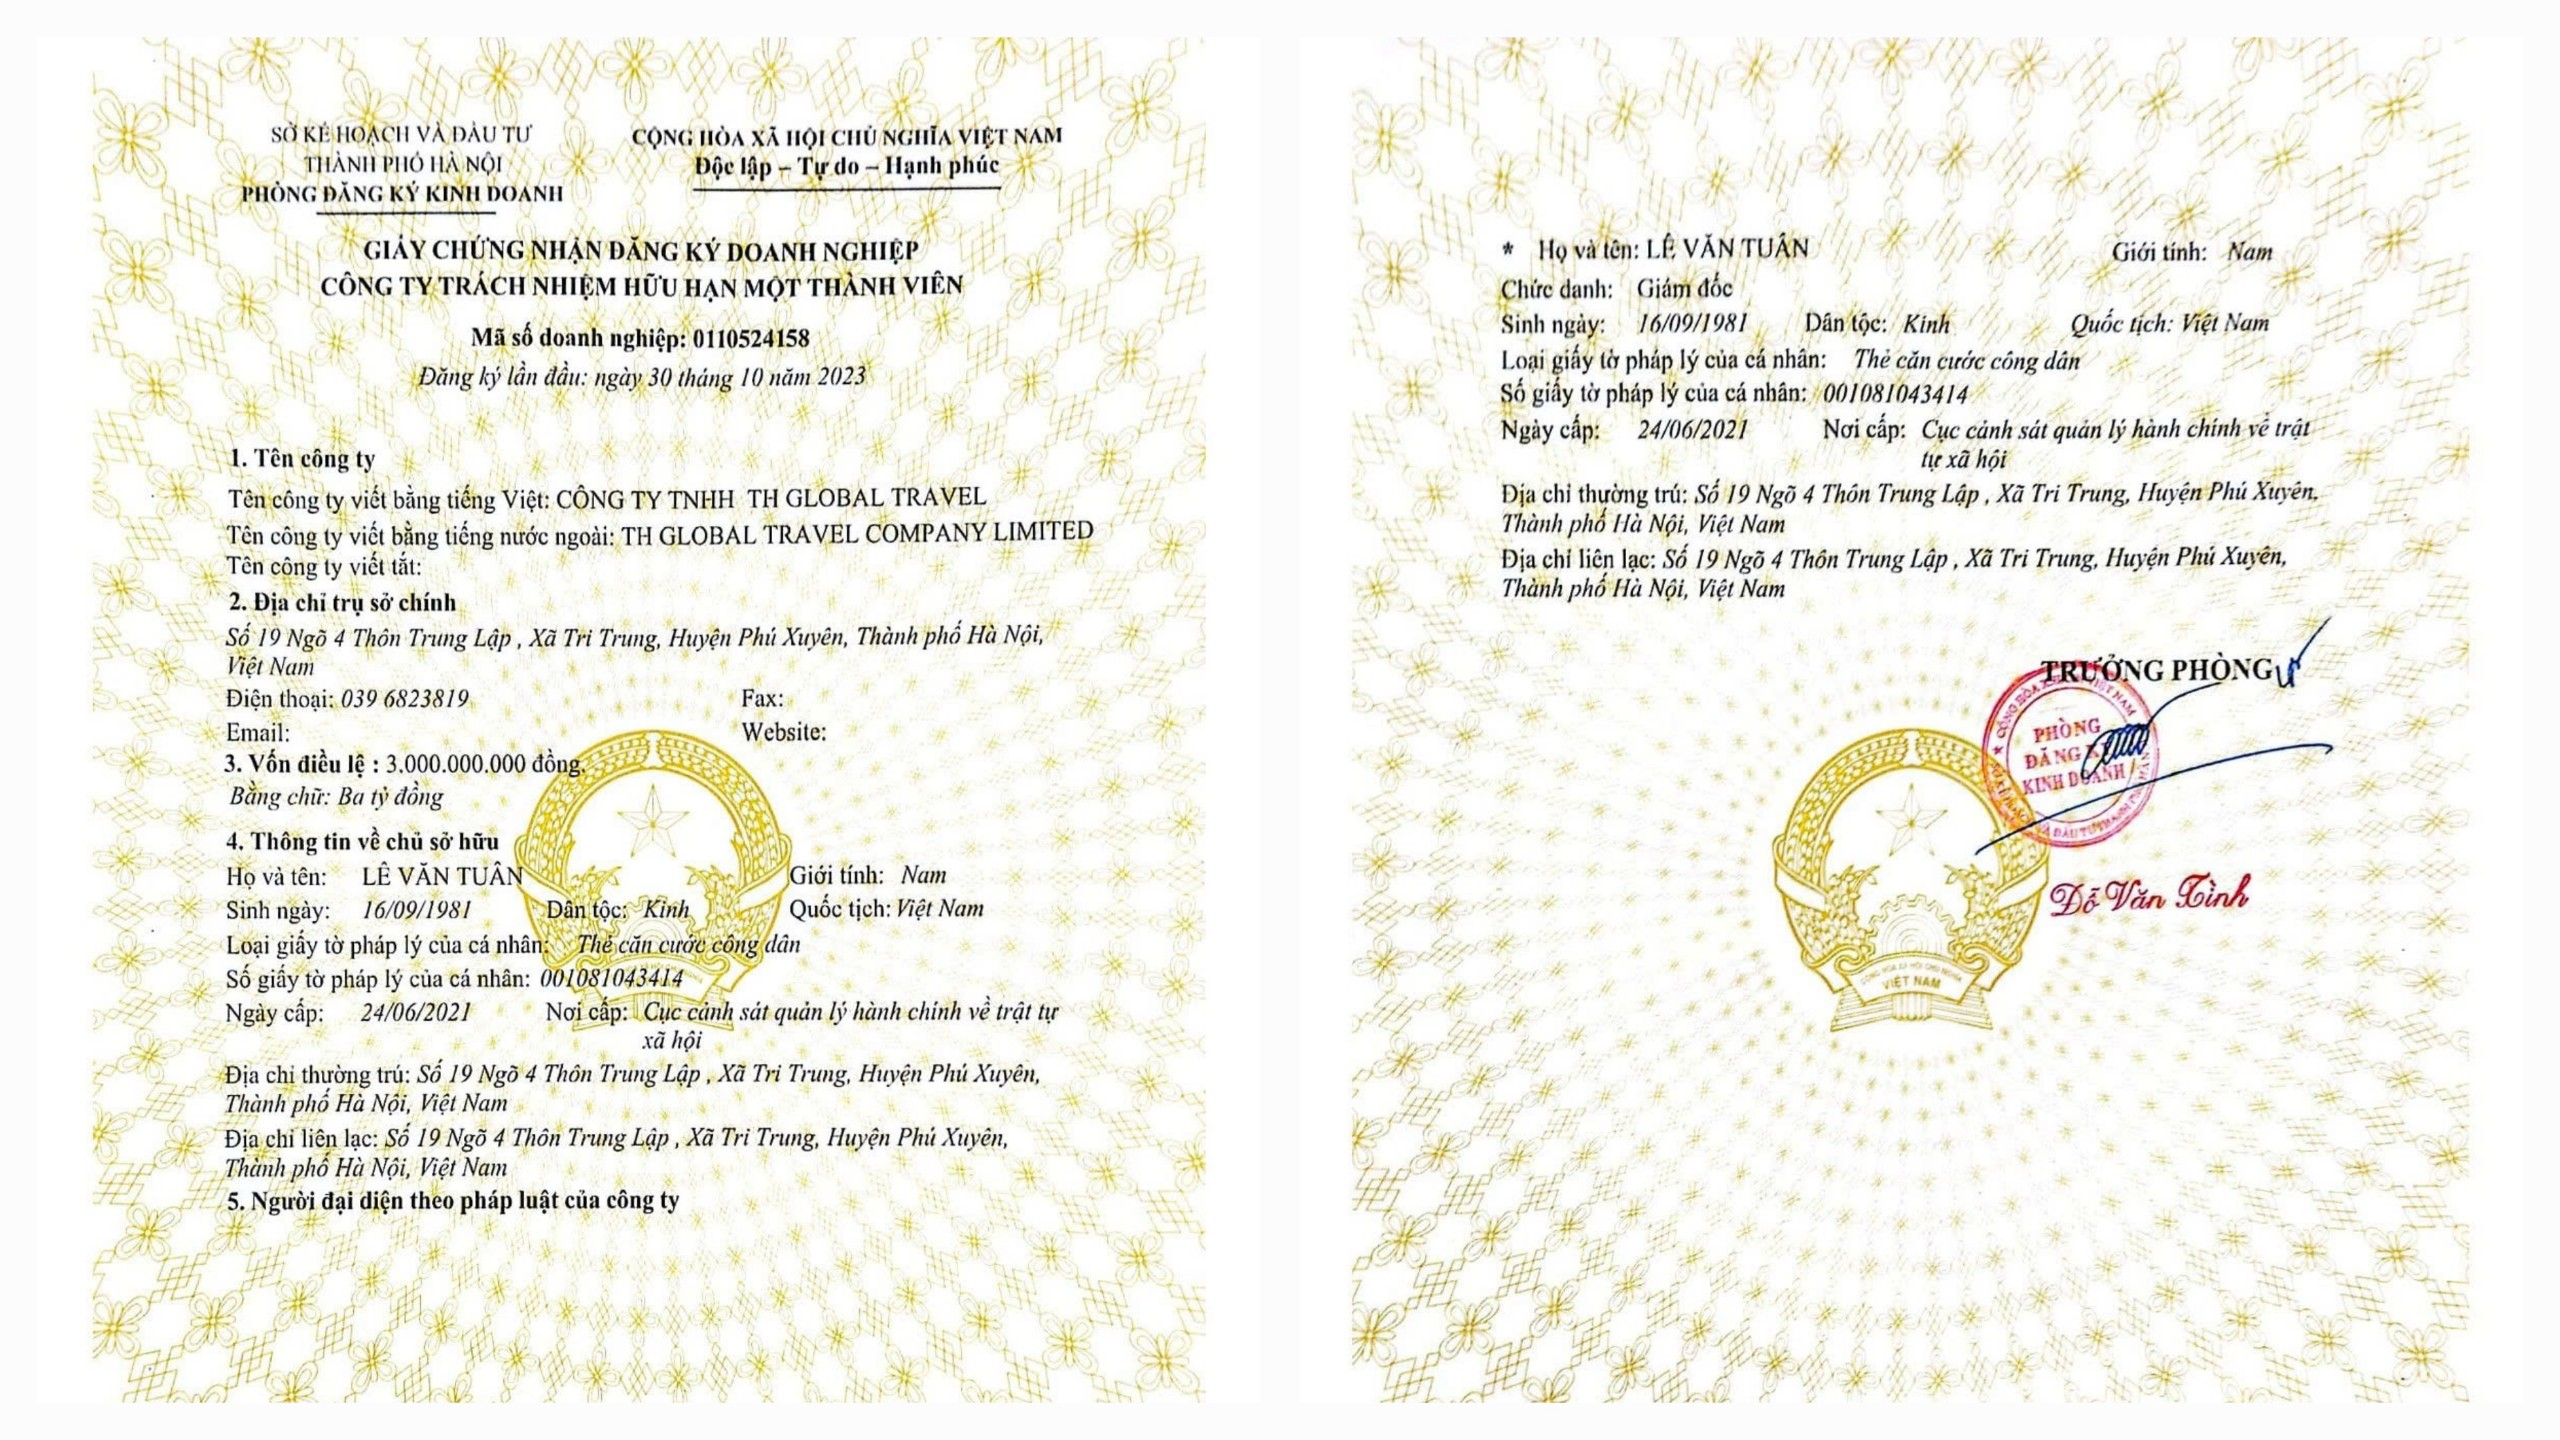 SỞ KẾ HOẠCH VÀ ĐẦU TƯ
THÀNH PHỐ HÀ NỘI
PHÒNG ĐĂNG KÝ KINH DOANH
CỘNG HÒA XÃ HỘI CHỦ NGHĨA VIỆT NAM
Độc lập – Tự do – Hạnh phúc
GIẤY CHỨNG NHẬN ĐĂNG KÝ DOANH NGHIỆP
CÔNG TY TRÁCH NHIỆM HỮU HẠN MỘT THÀNH VIÊN
Mã số doanh nghiệp: 0110524158
Đăng ký lần đầu: ngày 30 tháng 10 năm 2023
1. Tên công ty
Tên công ty viết bằng tiếng Việt: CÔNG TY TNHH TH GLOBAL TRAVEL
Tên công ty viết bằng tiếng nước ngoài: TH GLOBAL TRAVEL COMPANY LIMITED
Tên công ty viết tắt:
2. Địa chỉ trụ sở chính
Số 19 Ngõ 4 Thôn Trung Lập , Xã Tri Trung, Huyện Phú Xuyên, Thành phố Hà Nội,
Việt Nam
Điện thoại: 039 6823819 Fax:
Email: Website:
3. Vốn điều lệ : 3.000.000.000 đồng.
Bằng chữ: Ba tỷ đồng
4. Thông tin về chủ sở hữu
Họ và tên: LÊ VĂN TUÂN Giới tính: Nam
Sinh ngày: 16/09/1981 Dân tộc: Kinh Quốc tịch: Việt Nam
Loại giấy tờ pháp lý của cá nhân: Thẻ căn cước công dân
Số giấy tờ pháp lý của cá nhân: 001081043414
Ngày cấp: 24/06/2021 Nơi cấp: Cục cảnh sát quản lý hành chính về trật tự
xã hội
Địa chỉ thường trú: Số 19 Ngõ 4 Thôn Trung Lập , Xã Tri Trung, Huyện Phú Xuyên,
Thành phố Hà Nội, Việt Nam
Địa chỉ liên lạc: Số 19 Ngõ 4 Thôn Trung Lập , Xã Tri Trung, Huyện Phú Xuyên,
Thành phố Hà Nội, Việt Nam
5. Người đại diện theo pháp luật của công ty
* Họ và tên: LÊ VĂN TUÂN Giới tính: Nam
Chức danh: Giám đốc
Sinh ngày: 16/09/1981 Dân tộc: Kinh Quốc tịch: Việt Nam
Loại giấy tờ pháp lý của cá nhân: Thẻ căn cước công dân
Số giấy tờ pháp lý của cá nhân: 001081043414
Ngày cấp: 24/06/2021 Nơi cấp: Cục cảnh sát quản lý hành chính về trật
tự xã hội
Địa chỉ thường trú: Số 19 Ngõ 4 Thôn Trung Lập , Xã Tri Trung, Huyện Phú Xuyên,
Thành phố Hà Nội, Việt Nam
Địa chỉ liên lạc: Số 19 Ngõ 4 Thôn Trung Lập , Xã Tri Trung, Huyện Phú Xuyên,
Thành phố Hà Nội, Việt Nam
TRƯỞNG PHÒNG
PHÒNG
ĐĂNG KÝ
KINH DOANH
Đỗ Văn Tình
VIỆT NAM